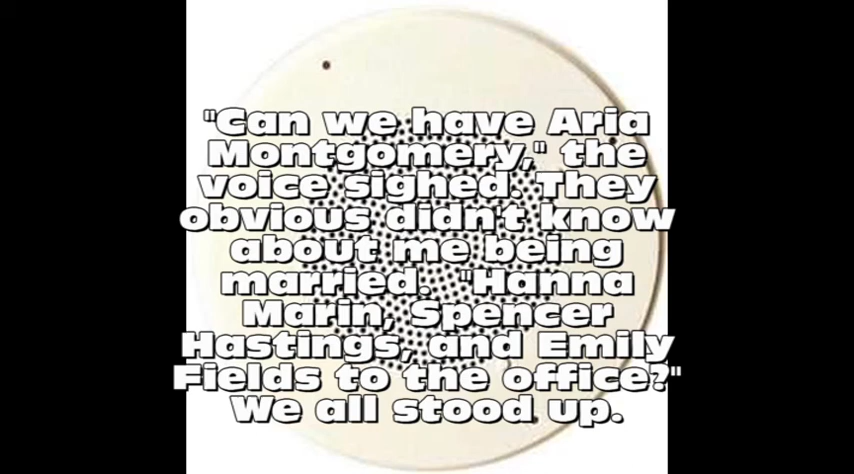 "Can we have Aria
Montgomery," the
voice sighed. They
obvious didn't know
about me being
married.  "Hanna
Marin, Spencer
Hastings, and Emily
Fields to the office?"
We all stood up.